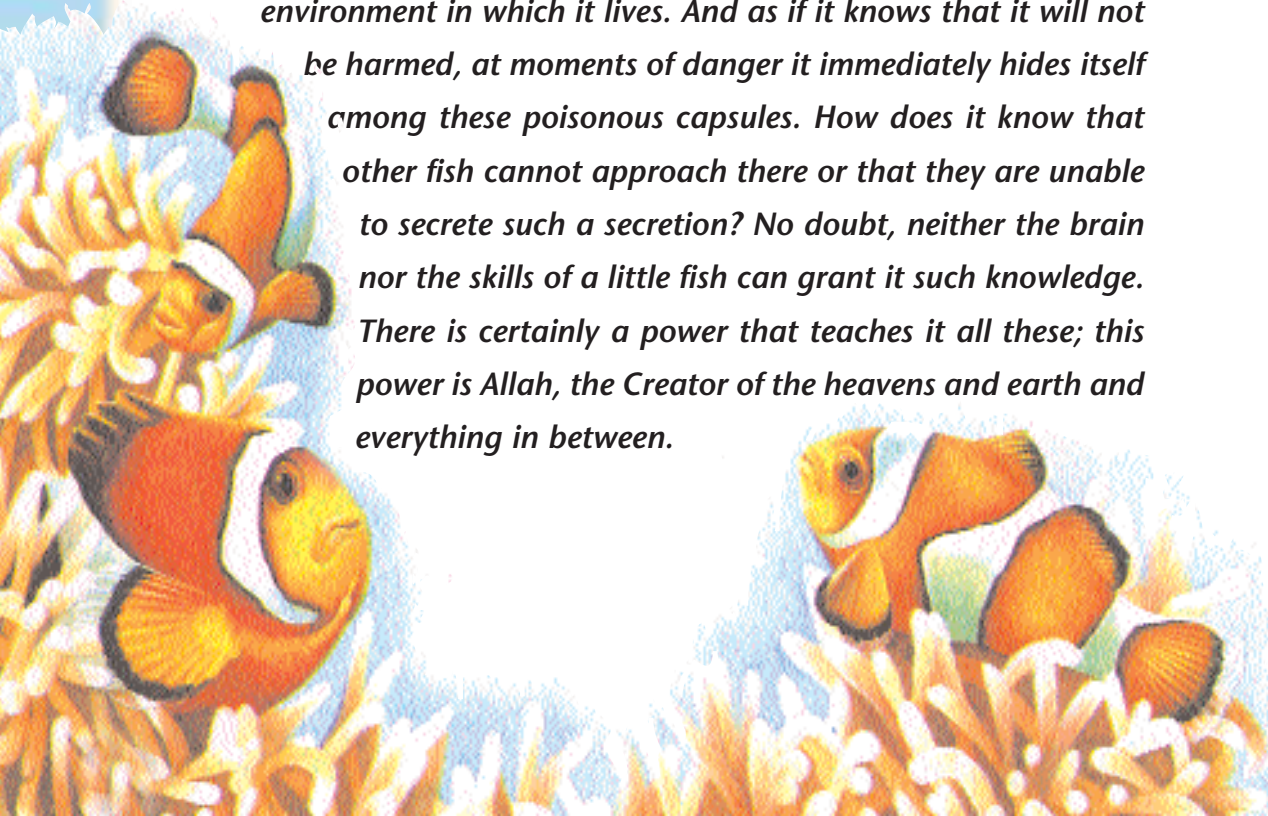 environment in which it lives. And as if it knows that it will not
be harmed, at moments of danger it immediately hides itself
among these poisonous capsules. How does it know that
other fish cannot approach there or that they are unable
to secrete such a secretion? No doubt, neither the brain
nor the skills of a little fish can grant it such knowledge.
There is certainly a power that teaches it all these; this
power is Allah, the Creator of the heavens and earth and
everything in between.